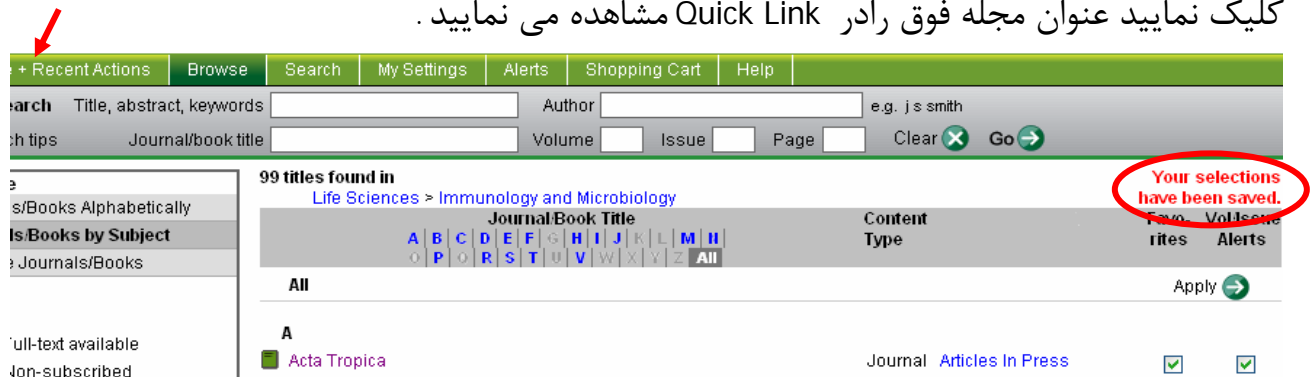 کلیک نمایید عنوان مجله فوق رادر Quick Link مشاهده می نمایید .
+ Recent Actions Browse Search My Settings Alerts Shopping Cart Help
Title, abstract, keywords Author e.g. j s smith
tips Journal/book title Volume Issue Page Clear Go
99 titles found in
Life Sciences > Immunology and Microbiology
Your selections
have been saved.
s/Books Alphabetically
ls/Books by Subject
Journals/Books
Journal/Book Title Content Favo- Vol/Issue
A B C D E F G H I J K L M N Type rites Alerts
O P Q R S T U V W X Y Z All
All Apply
A
ull-text available
Acta Tropica Journal Articles In Press
Non-subscribed